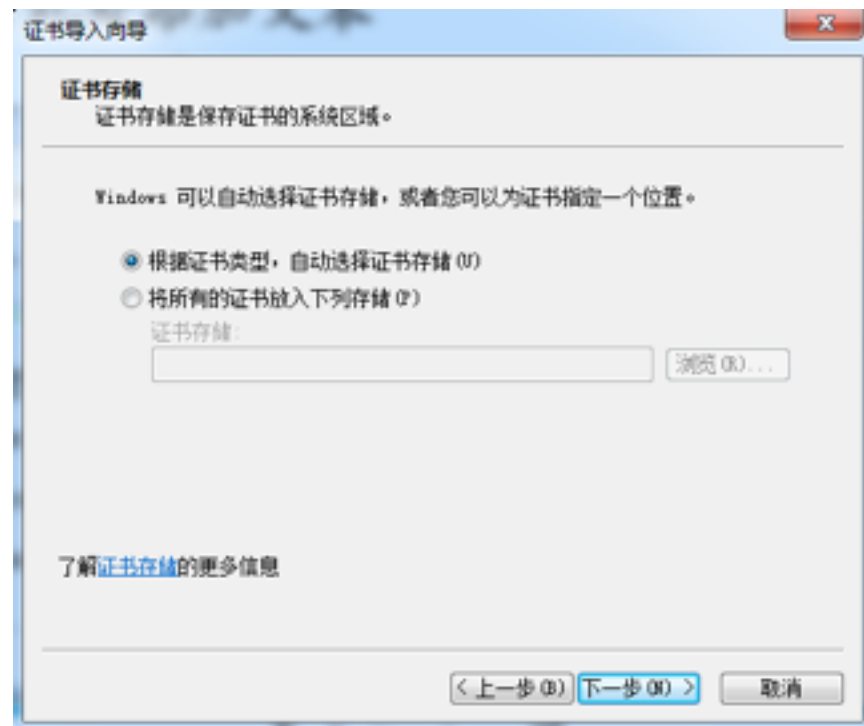 证书导入向导
证书存储
证书存储是保存证书的系统区域。
Windows 可以自动选择证书存储，或者您可以为证书指定一个位置。
根据证书类型，自动选择证书存储(U)
将所有的证书放入下列存储(P)
证书存储:
浏览(R)...
了解证书存储的更多信息
< 上一步(B) 下一步(N) > 取消